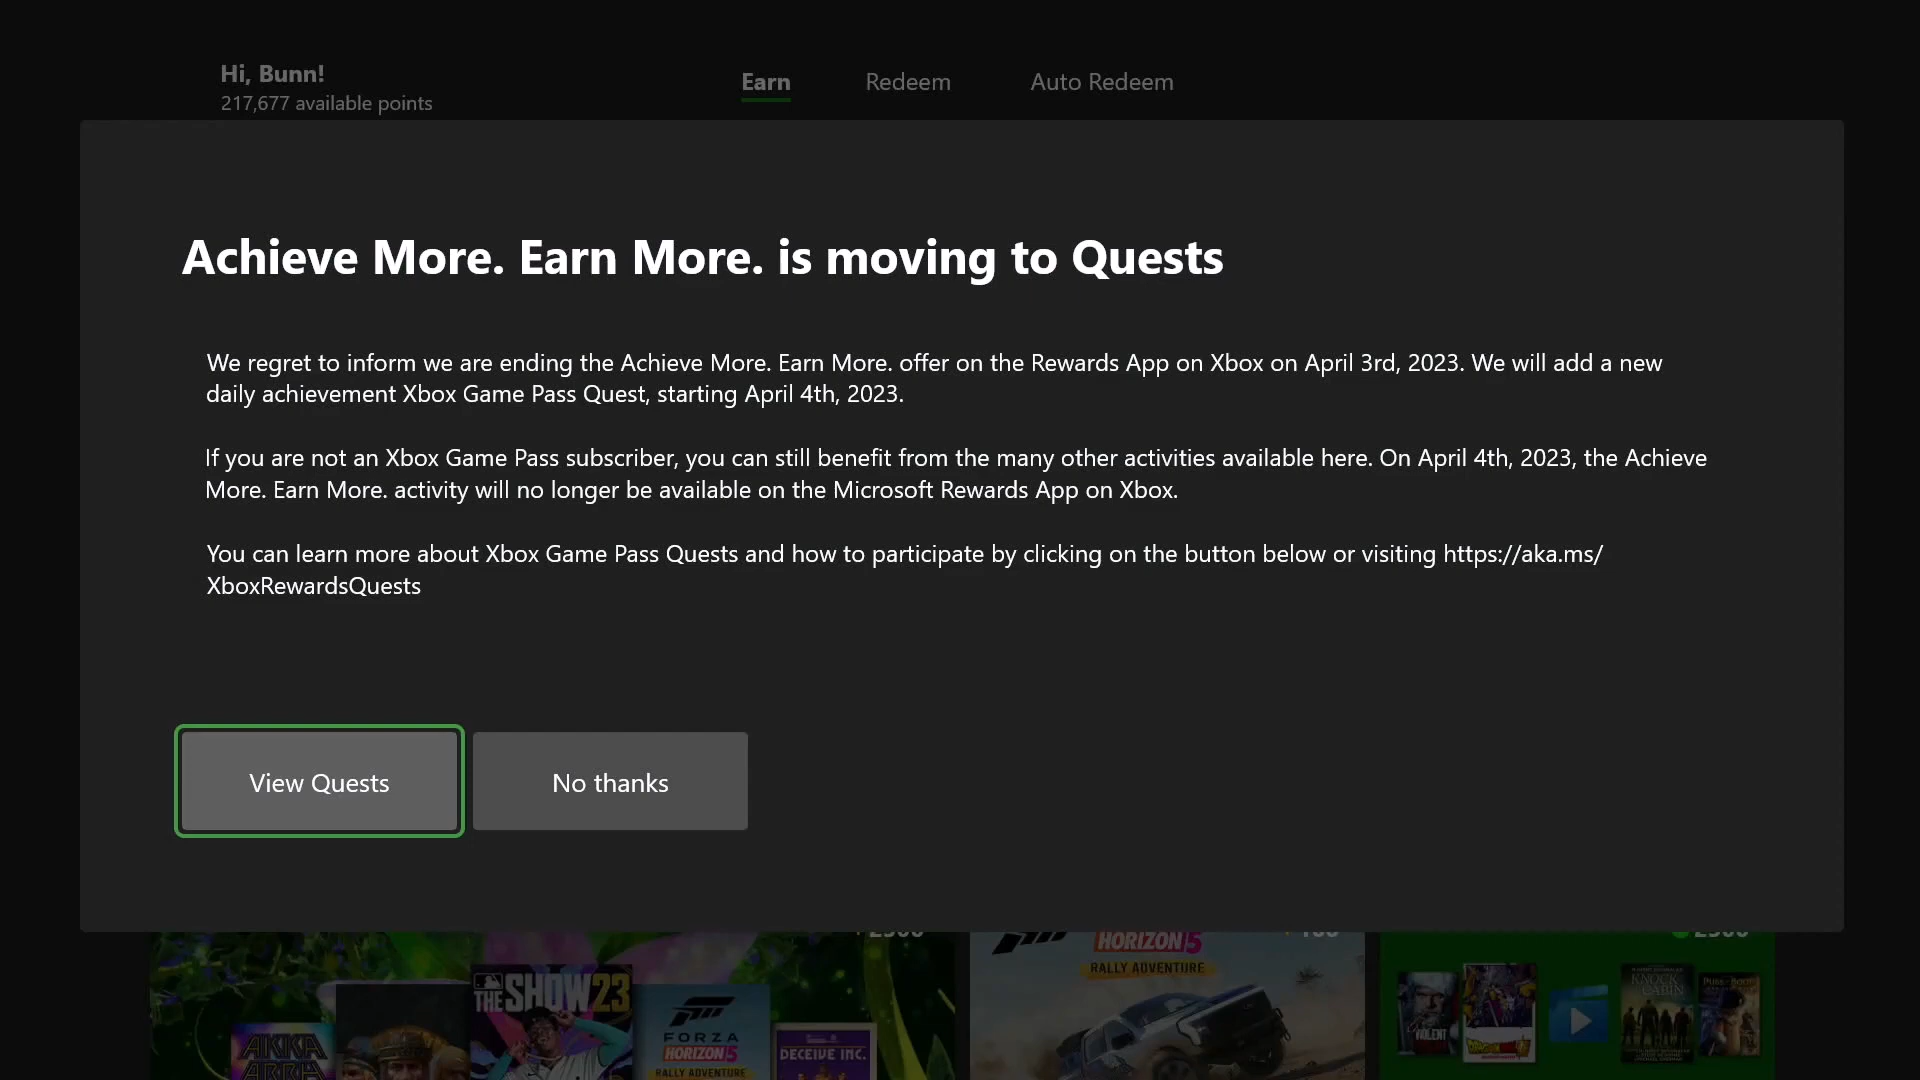 Hi, Bunn!
217,677 available points
Earn
Redeem
Auto Redeem
Achieve More. Earn More. is moving to Quests
We regret to inform we are ending the Achieve More. Earn More. offer on the Rewards App on Xbox on April 3rd, 2023. We will add a new
daily achievement Xbox Game Pass Quest, starting April 4th, 2023.
If you are not an Xbox Game Pass subscriber, you can still benefit from the many other activities available here. On April 4th, 2023, the Achieve
More. Earn More. activity will no longer be available on the Microsoft Rewards App on Xbox.
You can learn more about Xbox Game Pass Quests and how to participate by clicking on the button below or visiting https://aka.ms/
XboxRewardsQuests
View Quests
No thanks
THE SHOW 23
AKKA
ARRH
FORZA
HORIZON 5
RALLY ADVENTURE
DECEIVE INC.
HORIZON 5
RALLY ADVENTURE
VIOLENT
KNOCK
CABIN